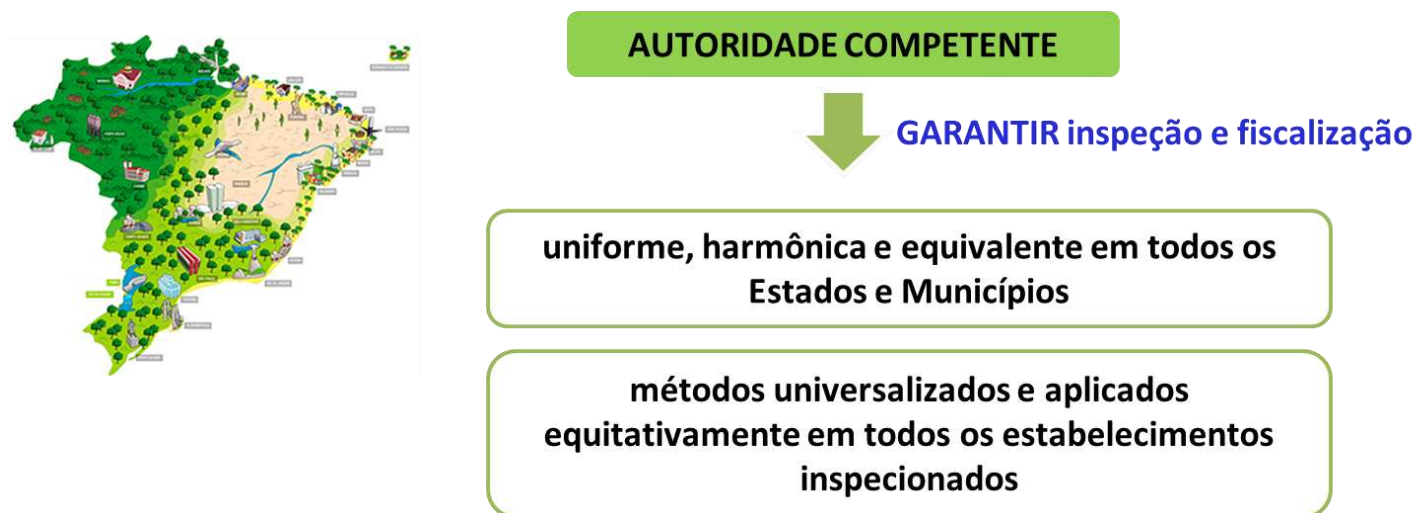 AUTORIDADE COMPETENTE
GARANTIR inspeção e fiscalização
uniforme, harmônica e equivalente em todos os
Estados e Municípios
métodos universalizados e aplicados
equitativamente em todos os estabelecimentos
inspecionados